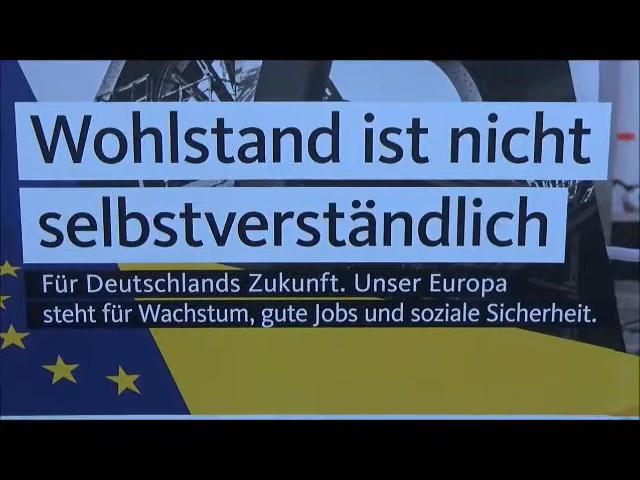 Wohlstand ist nicht
selbstverständlich
Für Deutschlands Zukunft. Unser Europa
steht für Wachstum, gute Jobs und soziale Sicherheit.